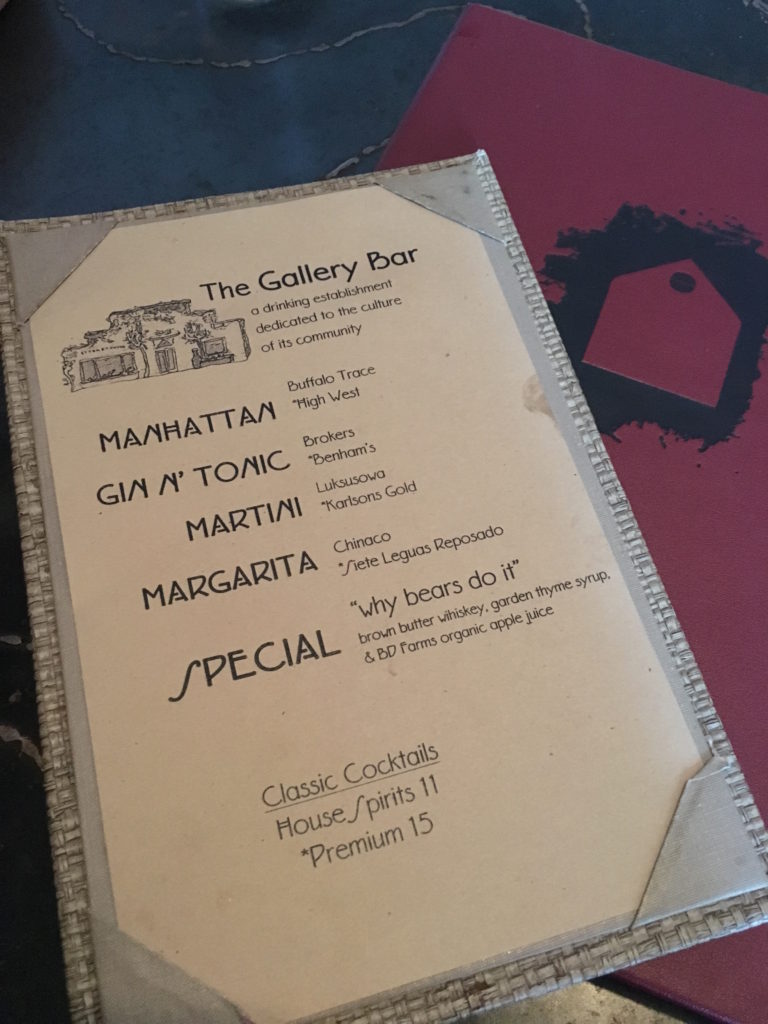 The Gallery Bar
a drinking establishment
dedicated to the culture
of its community
MANHATTAN
Buffalo Trace
*High West
GIN N' TONIC
Brokers
*Benham's
MARTINI
Luksusowa
*Karlsons Gold
MARGARITA
Chinaco
*Siete Leguas Reposado
SPECIAL
"why bears do it"
brown butter wihiskey, garden thyme syrup,
& BD Farms organic apple juice
Classic Cocktails
House Spirits 11
*Premium 15